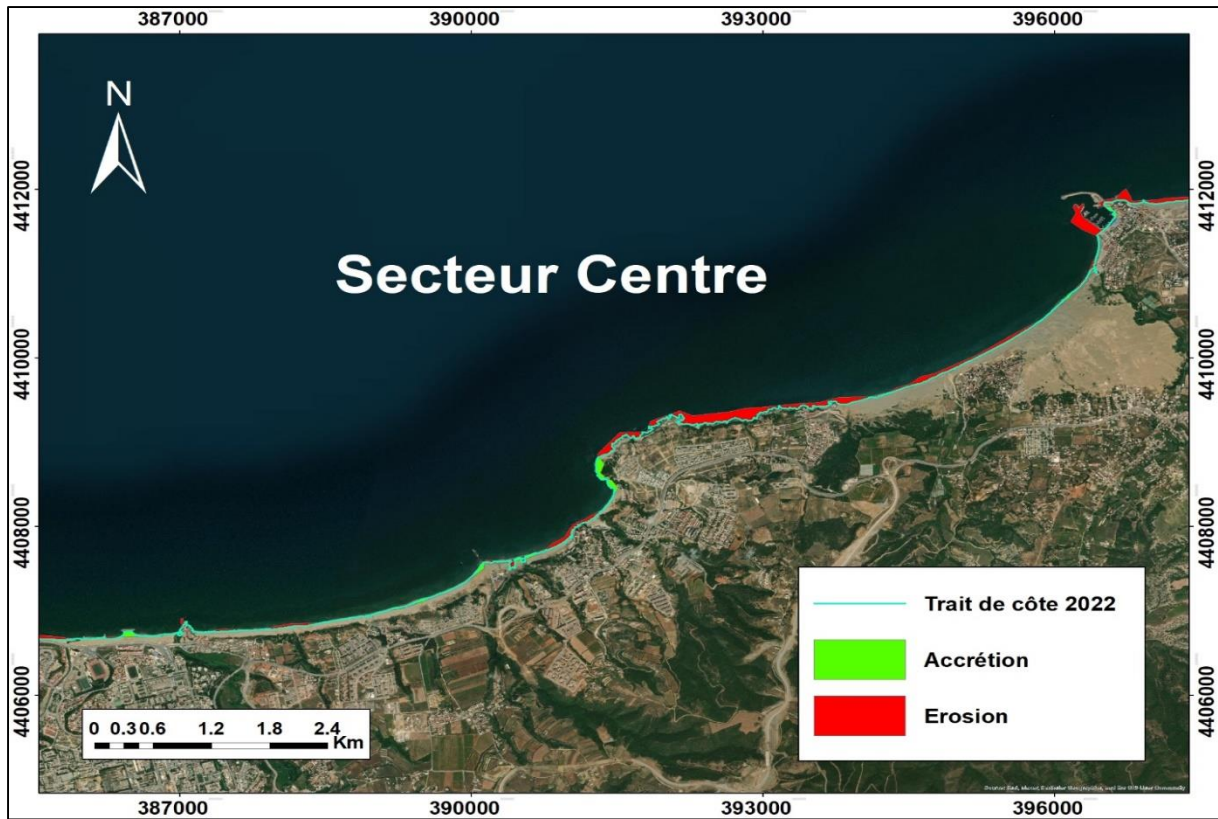 387000 390000 393000 396000
N
4412000 4412000
Secteur Centre
4410000 4410000
4408000 4408000
Trait de côte 2022
Accrétion
Erosion
4406000 4406000
0 0.3 0.6 1.2 1.8 2.4
Km
387000 390000 393000 396000